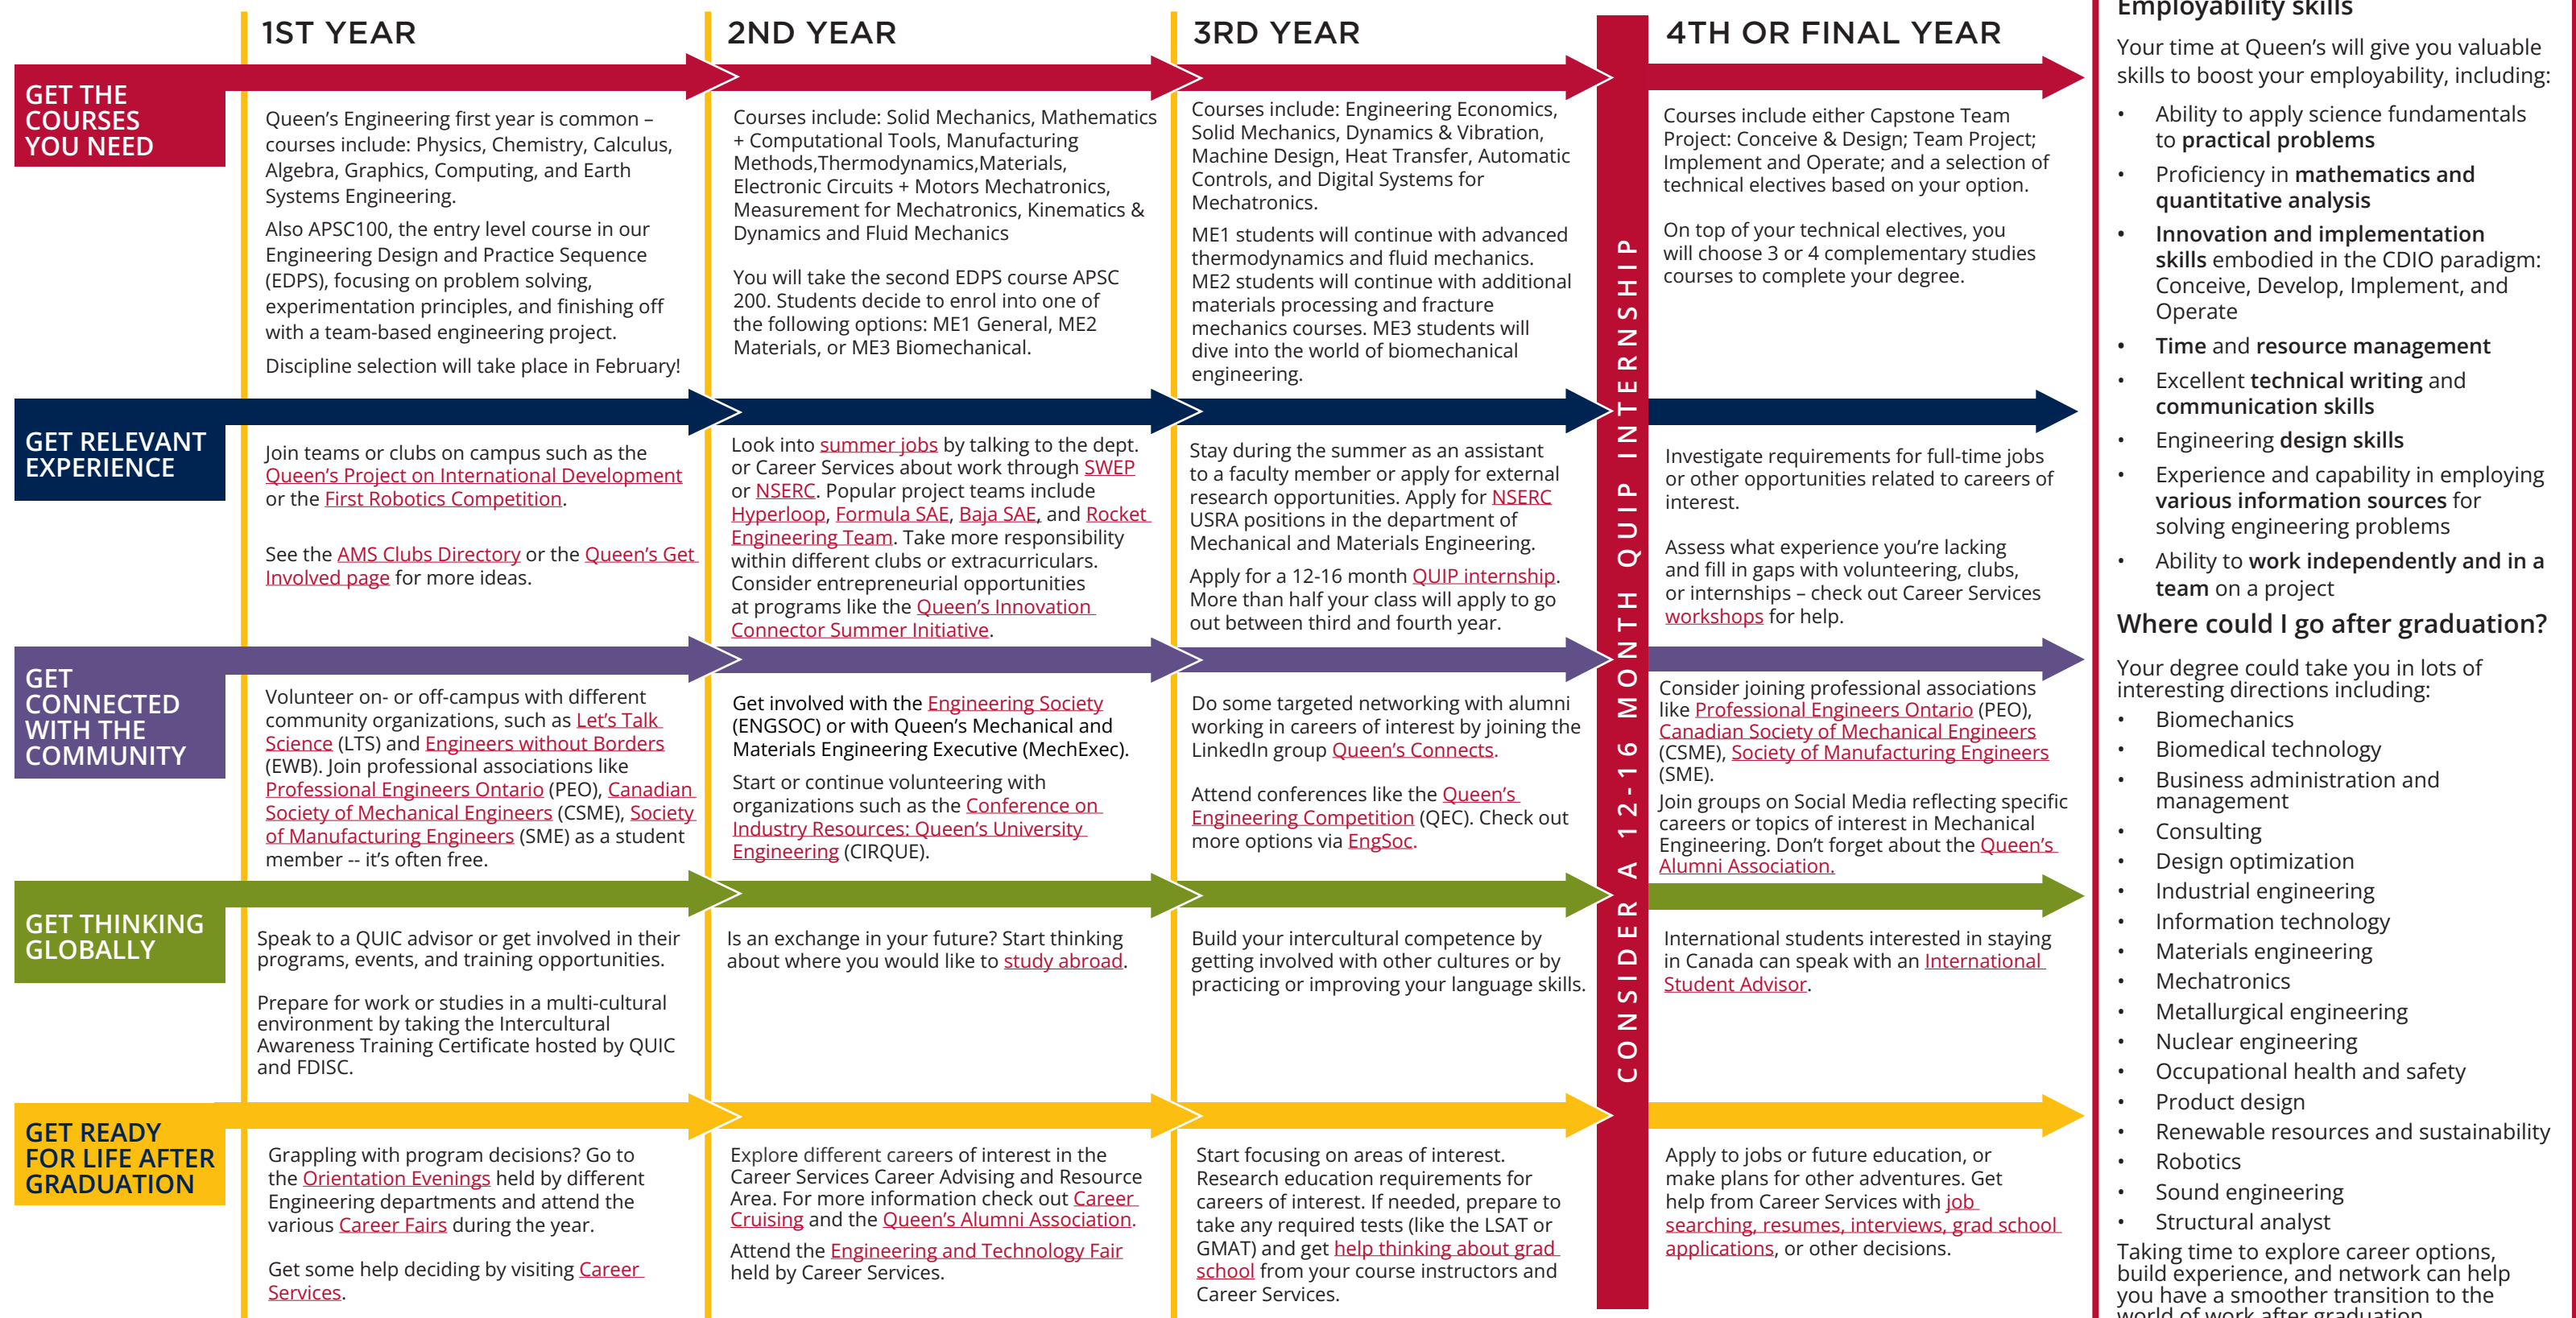 1ST YEAR
2ND YEAR
3RD YEAR
4TH OR FINAL YEAR
GET THE
COURSES
YOU NEED
Queen's Engineering first year is common –
courses include: Physics, Chemistry, Calculus,
Algebra, Graphics, Computing, and Earth
Systems Engineering.
Also APSC100, the entry level course in our
Engineering Design and Practice Sequence
(EDPS), focusing on problem solving,
experimentation principles, and finishing off
with a team-based engineering project.
Discipline selection will take place in February!
Courses include: Solid Mechanics, Mathematics
+ Computational Tools, Manufacturing
Methods,Thermodynamics,Materials,
Electronic Circuits + Motors Mechatronics,
Measurement for Mechatronics, Kinematics &
Dynamics and Fluid Mechanics
You will take the second EDPS course APSC
200. Students decide to enrol into one of
the following options: ME1 General, ME2
Materials, or ME3 Biomechanical.
Courses include: Engineering Economics,
Solid Mechanics, Dynamics & Vibration,
Machine Design, Heat Transfer, Automatic
Controls, and Digital Systems for
Mechatronics.
ME1 students will continue with advanced
thermodynamics and fluid mechanics.
ME2 students will continue with additional
materials processing and fracture
mechanics courses. ME3 students will
dive into the world of biomechanical
engineering.
Courses include either Capstone Team
Project: Conceive & Design; Team Project;
Implement and Operate; and a selection of
technical electives based on your option.
On top of your technical electives, you
will choose 3 or 4 complementary studies
courses to complete your degree.
GET RELEVANT
EXPERIENCE
Join teams or clubs on campus such as the
Queen's Project on International Development
or the First Robotics Competition.
See the AMS Clubs Directory or the Queen's Get
Involved page for more ideas.
Look into summer jobs by talking to the dept.
or Career Services about work through SWEP
or NSERC. Popular project teams include
Hyperloop, Formula SAE, Baja SAE, and Rocket
Engineering Team. Take more responsibility
within different clubs or extracurriculars.
Consider entrepreneurial opportunities
at programs like the Queen's Innovation
Connector Summer Initiative.
Stay during the summer as an assistant
to a faculty member or apply for external
research opportunities. Apply for NSERC
USRA positions in the department of
Mechanical and Materials Engineering.
Apply for a 12-16 month QUIP internship.
More than half your class will apply to go
out between third and fourth year.
Investigate requirements for full-time jobs
or other opportunities related to careers of
interest.
Assess what experience you're lacking
and fill in gaps with volunteering, clubs,
or internships – check out Career Services
workshops for help.
GET
CONNECTED
WITH THE
COMMUNITY
Volunteer on- or off-campus with different
community organizations, such as Let's Talk
Science (LTS) and Engineers without Borders
(EWB). Join professional associations like
Professional Engineers Ontario (PEO), Canadian
Society of Mechanical Engineers (CSME), Society
of Manufacturing Engineers (SME) as a student
member -- it's often free.
Get involved with the Engineering Society
(ENGSOC) or with Queen's Mechanical and
Materials Engineering Executive (MechExec).
Start or continue volunteering with
organizations such as the Conference on
Industry Resources: Queen's University
Engineering (CIRQUE).
Do some targeted networking with alumni
working in careers of interest by joining the
LinkedIn group Queen's Connects.
Attend conferences like the Queen's
Engineering Competition (QEC). Check out
more options via EngSoc.
Consider joining professional associations
like Professional Engineers Ontario (PEO),
Canadian Society of Mechanical Engineers
(CSME), Society of Manufacturing Engineers
(SME).
Join groups on Social Media reflecting specific
careers or topics of interest in Mechanical
Engineering. Don't forget about the Queen's
Alumni Association.
GET THINKING
GLOBALLY
Speak to a QUIC advisor or get involved in their
programs, events, and training opportunities.
Prepare for work or studies in a multi-cultural
environment by taking the Intercultural
Awareness Training Certificate hosted by QUIC
and FDISC.
Is an exchange in your future? Start thinking
about where you would like to study abroad.
Build your intercultural competence by
getting involved with other cultures or by
practicing or improving your language skills.
International students interested in staying
in Canada can speak with an International
Student Advisor.
GET READY
FOR LIFE AFTER
GRADUATION
Grappling with program decisions? Go to
the Orientation Evenings held by different
Engineering departments and attend the
various Career Fairs during the year.
Get some help deciding by visiting Career
Services.
Explore different careers of interest in the
Career Services Career Advising and Resource
Area. For more information check out Career
Cruising and the Queen's Alumni Association.
Attend the Engineering and Technology Fair
held by Career Services.
Start focusing on areas of interest.
Research education requirements for
careers of interest. If needed, prepare to
take any required tests (like the LSAT or
GMAT) and get help thinking about grad
school from your course instructors and
Career Services.
Apply to jobs or future education, or
make plans for other adventures. Get
help from Career Services with job
searching, resumes, interviews, grad school
applications, or other decisions.
CONSIDER A 12-16 MONTH QUIP INTERNSHIP
Employability skills
Your time at Queen's will give you valuable
skills to boost your employability, including:
• Ability to apply science fundamentals
to practical problems
• Proficiency in mathematics and
quantitative analysis
• Innovation and implementation
skills embodied in the CDIO paradigm:
Conceive, Develop, Implement, and
Operate
• Time and resource management
• Excellent technical writing and
communication skills
• Engineering design skills
• Experience and capability in employing
various information sources for
solving engineering problems
• Ability to work independently and in a
team on a project
Where could I go after graduation?
Your degree could take you in lots of
interesting directions including:
• Biomechanics
• Biomedical technology
• Business administration and
management
• Consulting
• Design optimization
• Industrial engineering
• Information technology
• Materials engineering
• Mechatronics
• Metallurgical engineering
• Nuclear engineering
• Occupational health and safety
• Product design
• Renewable resources and sustainability
• Robotics
• Sound engineering
• Structural analyst
Taking time to explore career options,
build experience, and network can help
you have a smoother transition to the
world of work after graduation